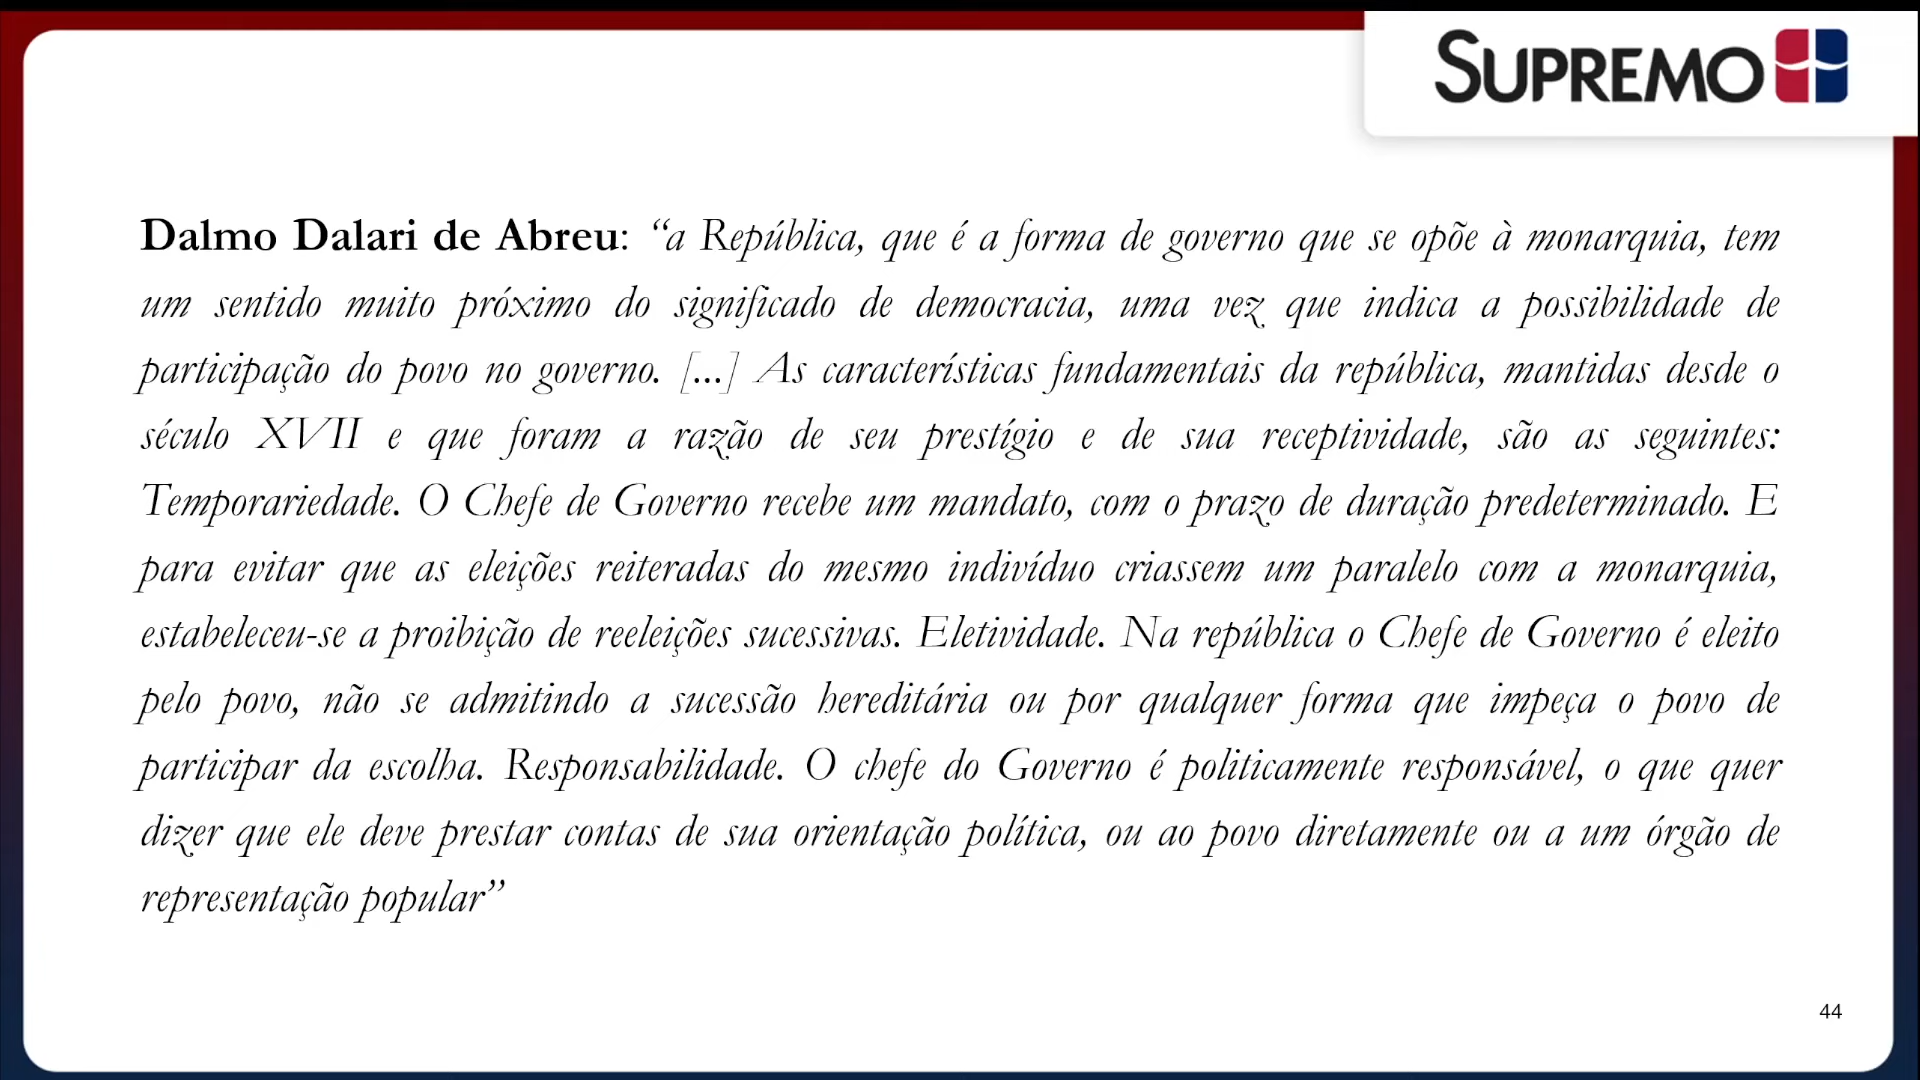 SUPREMO
Dalmo Dalari de Abreu: “a República, que é a forma de governo que se opõe à monarquia, tem
um sentido muito próximo do significado de democracia, uma vez que indica a possibilidade de
participação do povo no governo. [...] As características fundamentais da república, mantidas desde o
século XVII e que foram a razão de seu prestígio e de sua receptividade, são as seguintes:
Temporariedade. O Chefe de Governo recebe um mandato, com o prazo de duração predeterminado. E
para evitar que as eleições reiteradas do mesmo indivíduo criassem um paralelo com a monarquia,
estabeleceu-se a proibição de reeleições sucessivas. Eletividade. Na república o Chefe de Governo é eleito
pelo povo, não se admitindo a sucessão hereditária ou por qualquer forma que impeça o povo de
participar da escolha. Responsabilidade. O chefe do Governo é politicamente responsável, o que quer
dizer que ele deve prestar contas de sua orientação política, ou ao povo diretamente ou a um órgão de
representação popular”
44